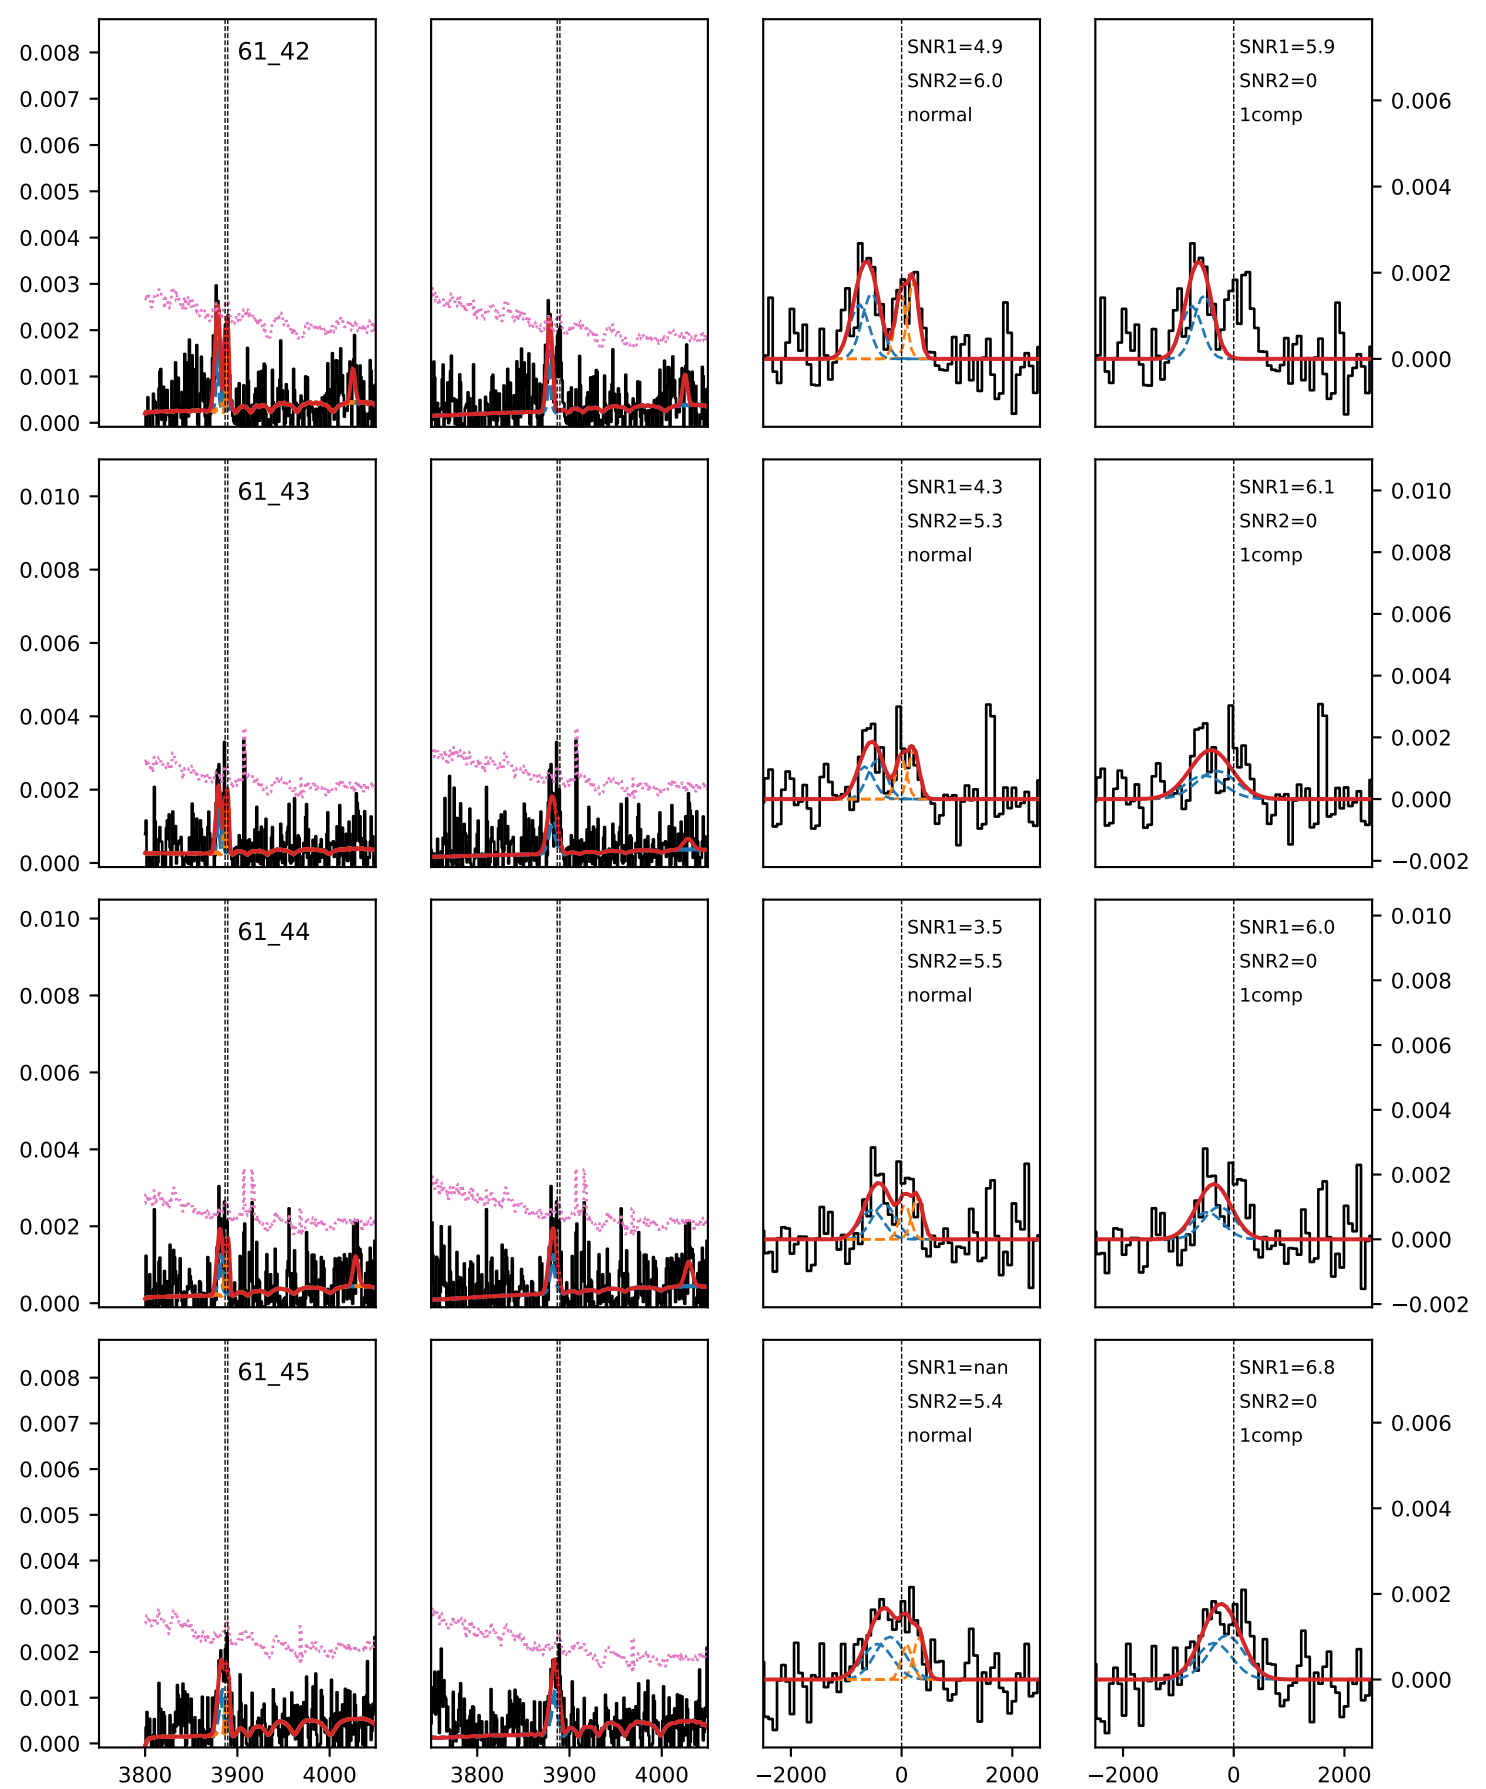 0.008
0.007
0.006
0.005
0.004
0.003
0.002
0.001
0.000
61_42
SNR1=4.9
SNR2=6.0
normal
SNR1=5.9
SNR2=0
1comp
0.006
0.004
0.002
0.000
0.010
0.008
0.006
0.004
0.002
0.000
61_43
SNR1=4.3
SNR2=5.3
normal
SNR1=6.1
SNR2=0
1comp
0.010
0.008
0.006
0.004
0.002
0.000
−0.002
0.010
0.008
0.006
0.004
0.002
0.000
61_44
SNR1=3.5
SNR2=5.5
normal
SNR1=6.0
SNR2=0
1comp
0.010
0.008
0.006
0.004
0.002
0.000
−0.002
0.008
0.007
0.006
0.005
0.004
0.003
0.002
0.001
0.000
61_45
SNR1=nan
SNR2=5.4
normal
SNR1=6.8
SNR2=0
1comp
0.006
0.004
0.002
0.000
3800 3900 4000
3800 3900 4000
−2000 0 2000
−2000 0 2000